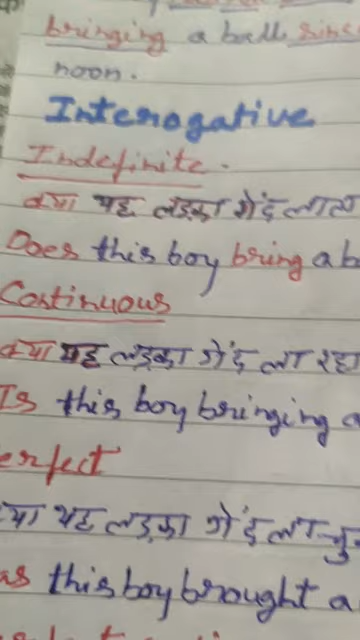 bringing a ball since
noon.
Interogative
Indefinite.
क्या यह लड़का गेंद लाता
Does this boy bring a b
Continuous
क्या यह लड़का गेंद ला रहा
Is this boy bringing a
erfect
क्या यह लड़का गेंद ला चु
as this boy brought a